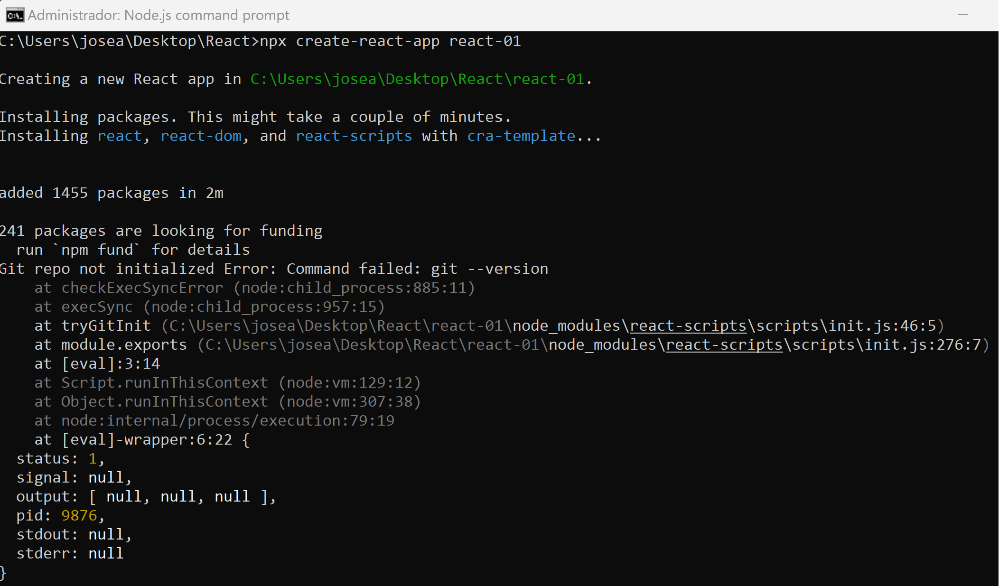 Administrador: Node.js command prompt
C:\Users\josea\Desktop\React>npx create-react-app react-01
Creating a new React app in C:\Users\josea\Desktop\React\react-01.
Installing packages. This might take a couple of minutes.
Installing react, react-dom, and react-scripts with cra-template...
added 1455 packages in 2m
241 packages are looking for funding
  run `npm fund` for details
Git repo not initialized Error: Command failed: git --version
    at checkExecSyncError (node:child_process:885:11)
    at execSync (node:child_process:957:15)
    at tryGitInit (C:\Users\josea\Desktop\React\react-01\node_modules\react-scripts\scripts\init.js:46:5)
    at module.exports (C:\Users\josea\Desktop\React\react-01\node_modules\react-scripts\scripts\init.js:276:7)
    at [eval]:3:14
    at Script.runInThisContext (node:vm:129:12)
    at Object.runInThisContext (node:vm:307:38)
    at node:internal/process/execution:79:19
    at [eval]-wrapper:6:22 {
  status: 1,
  signal: null,
  output: [ null, null, null ],
  pid: 9876,
  stdout: null,
  stderr: null
}